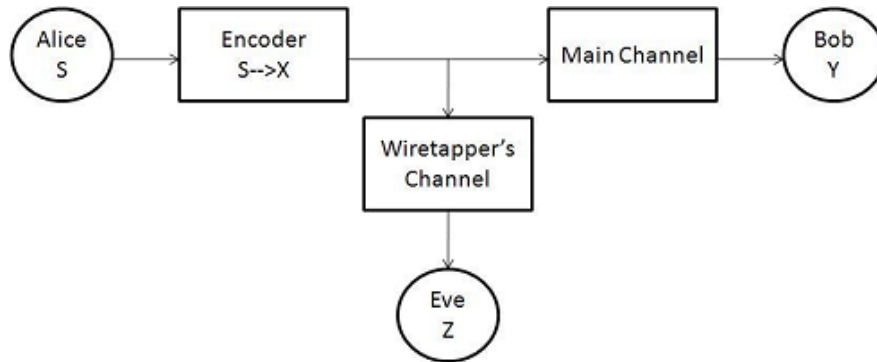 Alice
S
Encoder
S-->X
Main Channel
Bob
Y
Wiretapper's
Channel
Eve
Z